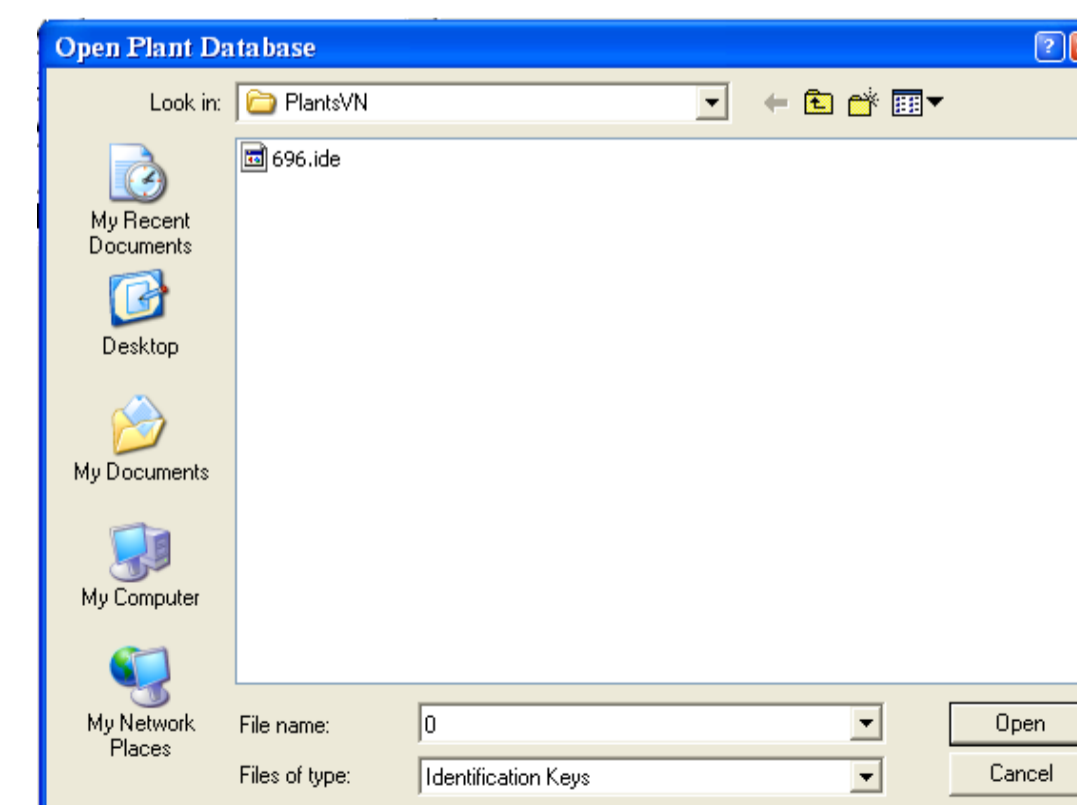 Open Plant Database
?
Look in:
PlantsVN
696.ide
My Recent
Documents
Desktop
My Documents
My Computer
My Network
Places
File name:
0
Open
Files of type:
Identification Keys
Cancel